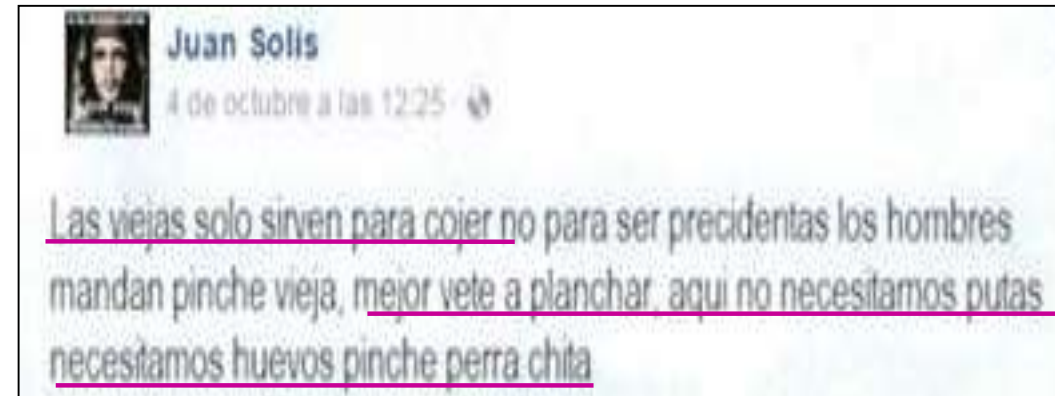 Juan Solis
4 de octubre a las 12:25
Las viejas solo sirven para cojer no para ser precidentas los hombres
mandan pinche vieja, mejor vete a planchar, aqui no necesitamos putas
necesitamos huevos pinche perra chita